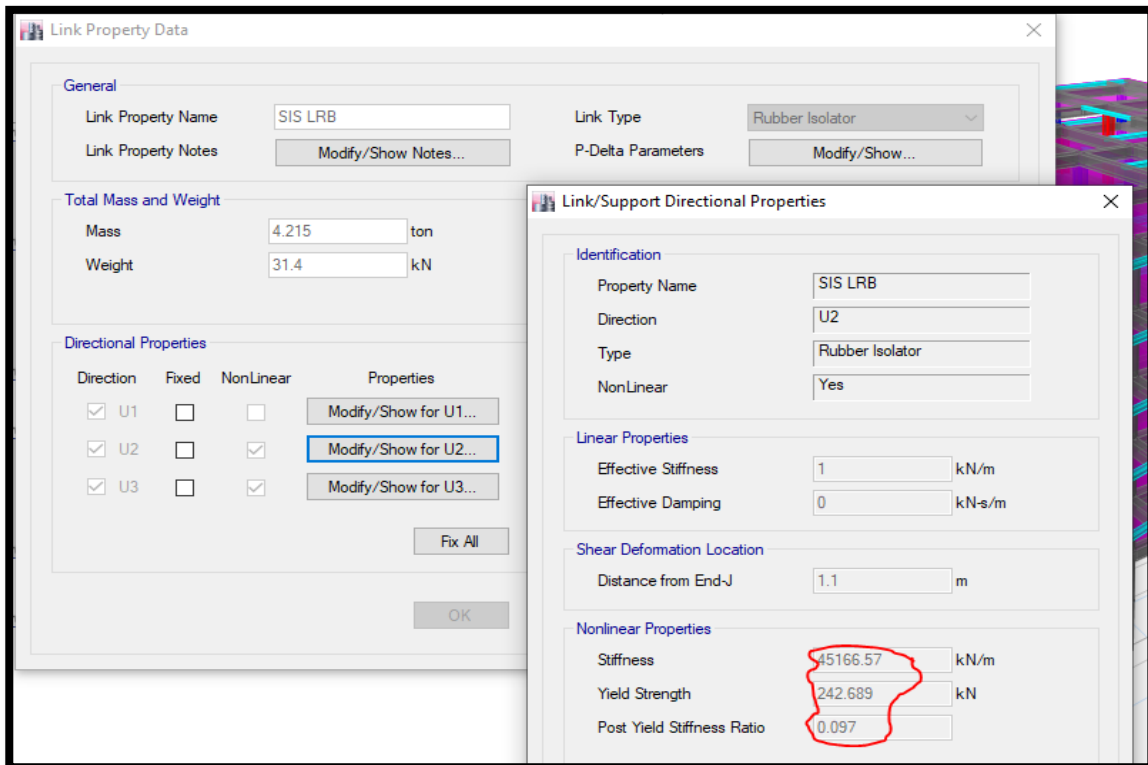 Link Property Data
General
Link Property Name SIS LRB Link Type Rubber Isolator
Link Property Notes Modify/Show Notes... P-Delta Parameters Modify/Show...
Total Mass and Weight
Mass 4.215 ton
Weight 31.4 kN
Directional Properties
Direction Fixed NonLinear Properties
U1 Modify/Show for U1...
U2 Modify/Show for U2...
U3 Modify/Show for U3...
Fix All
OK
Link/Support Directional Properties
Identification
Property Name SIS LRB
Direction U2
Type Rubber Isolator
NonLinear Yes
Linear Properties
Effective Stiffness 1 kN/m
Effective Damping 0 kN-s/m
Shear Deformation Location
Distance from End-J 1.1 m
Nonlinear Properties
Stiffness 45166.57 kN/m
Yield Strength 242.689 kN
Post Yield Stiffness Ratio 0.097